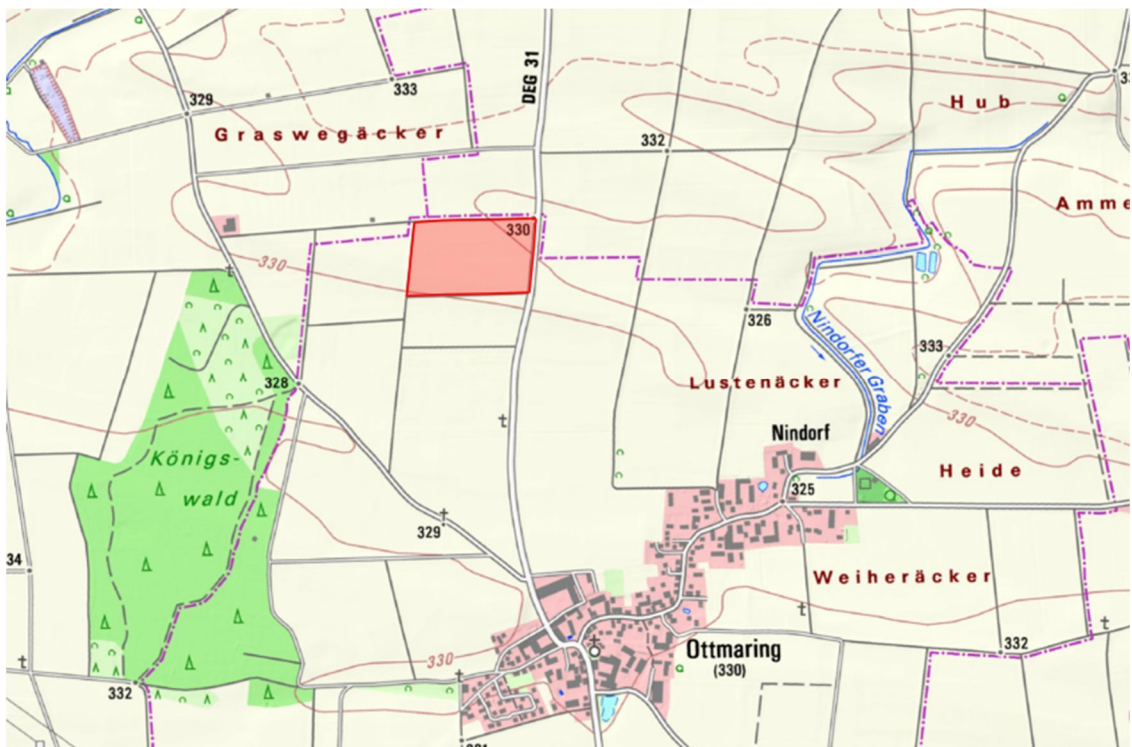 DEG 31
333
329
Graswegäcker
Hub
332
Amme
330
330
326
Nindorfer Graben
333
328
Lustenäcker
330
Nindorf
Königs-
wald
Heide
325
329
34
Weiheräcker
330
Ottmaring
(330)
332
332